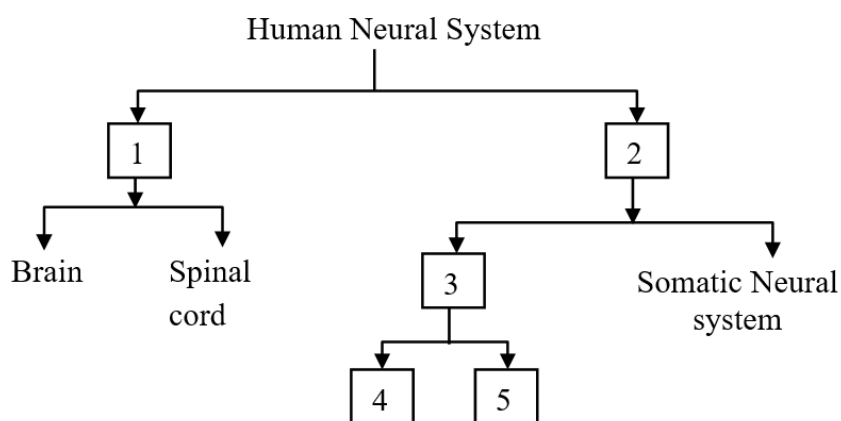 Human Neural System
1
2
Brain
Spinal
cord
3
Somatic Neural
system
4
5